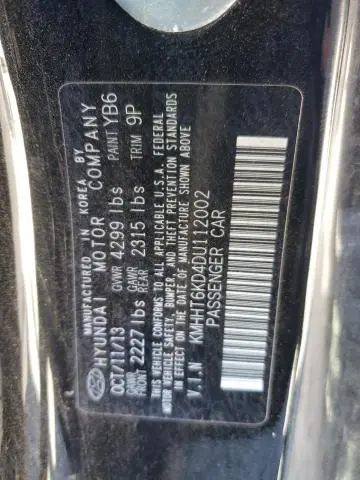 MANUFACTURED IN KOREA BY
HYUNDAI MOTOR COMPANY
OCT/11/13 GVWR 4299 lbs PAINT YB6
GAWR FRONT 2227 lbs GAWR REAR 2315 lbs TRIM 9P
THIS VEHICLE CONFORMS TO ALL APPLICABLE U.S.A. FEDERAL
MOTOR VEHICLE SAFETY, BUMPER, AND THEFT PREVENTION STANDARDS
IN EFFECT ON THE DATE OF MANUFACTURE SHOWN ABOVE
V.I.N KMHHT6KD4DU112002
PASSENGER CAR